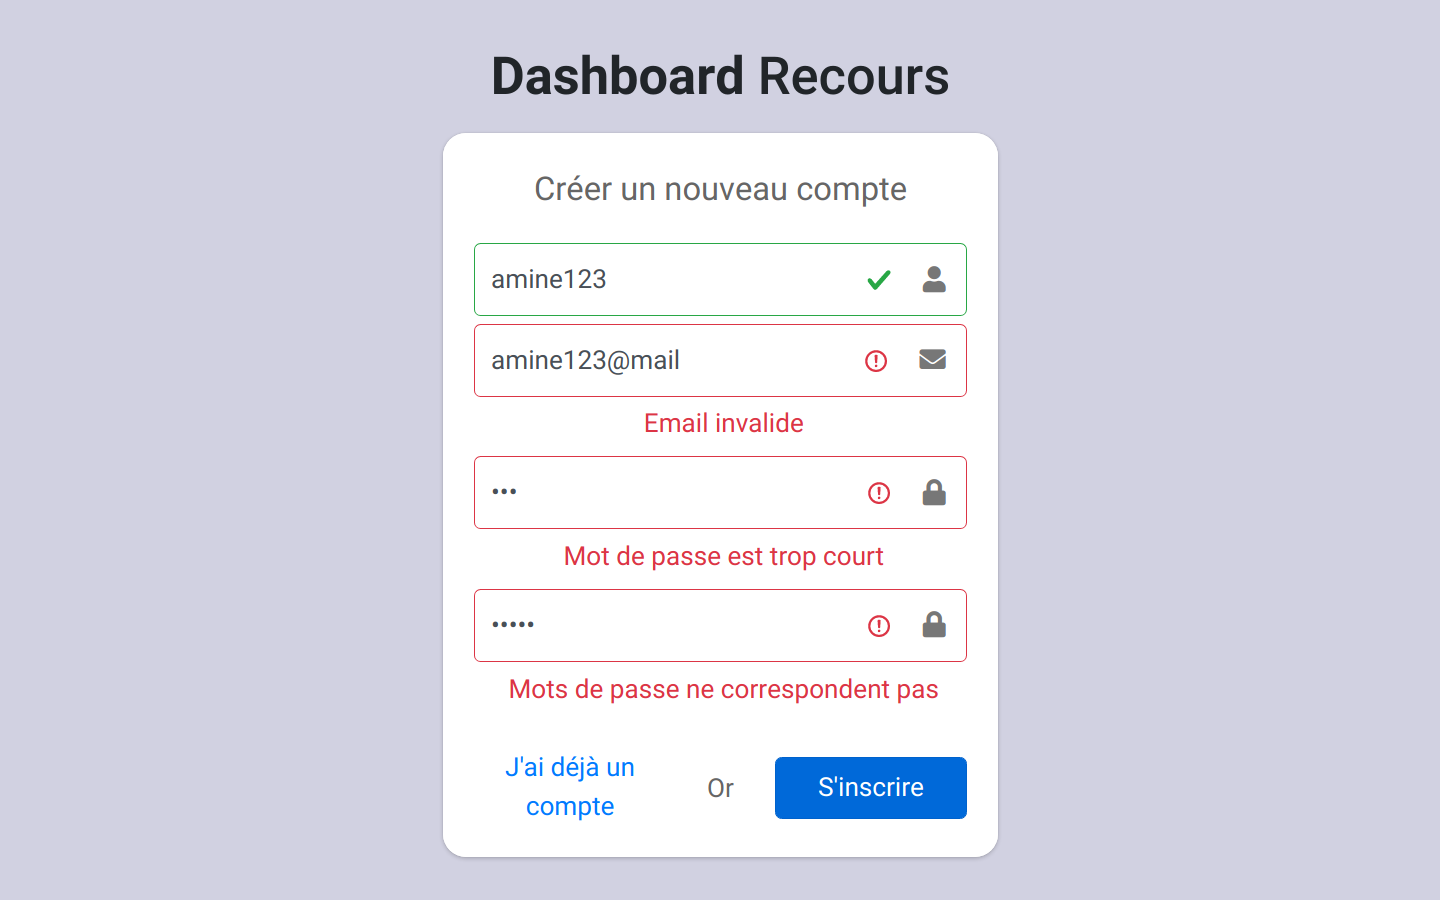 Dashboard Recours
Créer un nouveau compte
amine123
amine123@mail
Email invalide
•••
Mot de passe est trop court
•••••
Mots de passe ne correspondent pas
J'ai déjà un
compte
Or
S'inscrire